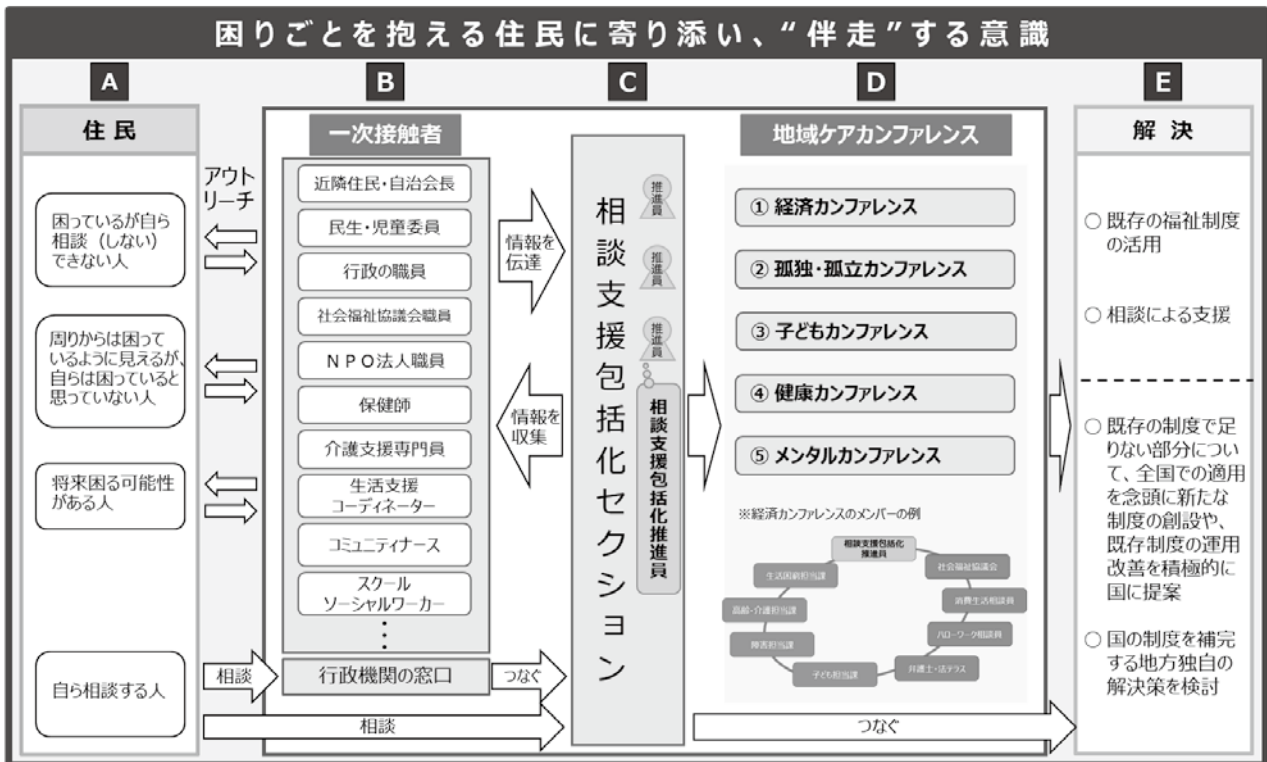 困りごとを抱える住民に寄り添い、“伴走”する意識
A
住民
困っているが自ら
相談（しない）
できない人
周りからは困って
いるように見えるが、
自らは困っていると
思っていない人
将来困る可能性
がある人
自ら相談する人
アウト
リーチ
相談
相談
B
一次接触者
近隣住民・自治会長
民生・児童委員
行政の職員
社会福祉協議会職員
ＮＰＯ法人職員
保健師
介護支援専門員
生活支援
コーディネーター
コミュニティナース
スクール
ソーシャルワーカー
⋮
行政機関の窓口
情報を
伝達
情報を
収集
つなぐ
C
相談支援包括化セクション
推進員
推進員
推進員
相談支援包括化推進員
D
地域ケアカンファレンス
① 経済カンファレンス
② 孤独・孤立カンファレンス
③ 子どもカンファレンス
④ 健康カンファレンス
⑤ メンタルカンファレンス
※経済カンファレンスのメンバーの例
相談支援包括化
推進員
生活困窮担当課
社会福祉協議会
高齢・介護担当課
消費生活相談員
障害担当課
ハローワーク相談員
子ども担当課
弁護士・法テラス
つなぐ
E
解決
○ 既存の福祉制度
の活用
○ 相談による支援
○ 既存の制度で足
りない部分につい
て、全国での適用
を念頭に新たな
制度の創設や、
既存制度の運用
改善を積極的に
国に提案
○ 国の制度を補完
する地方独自の
解決策を検討